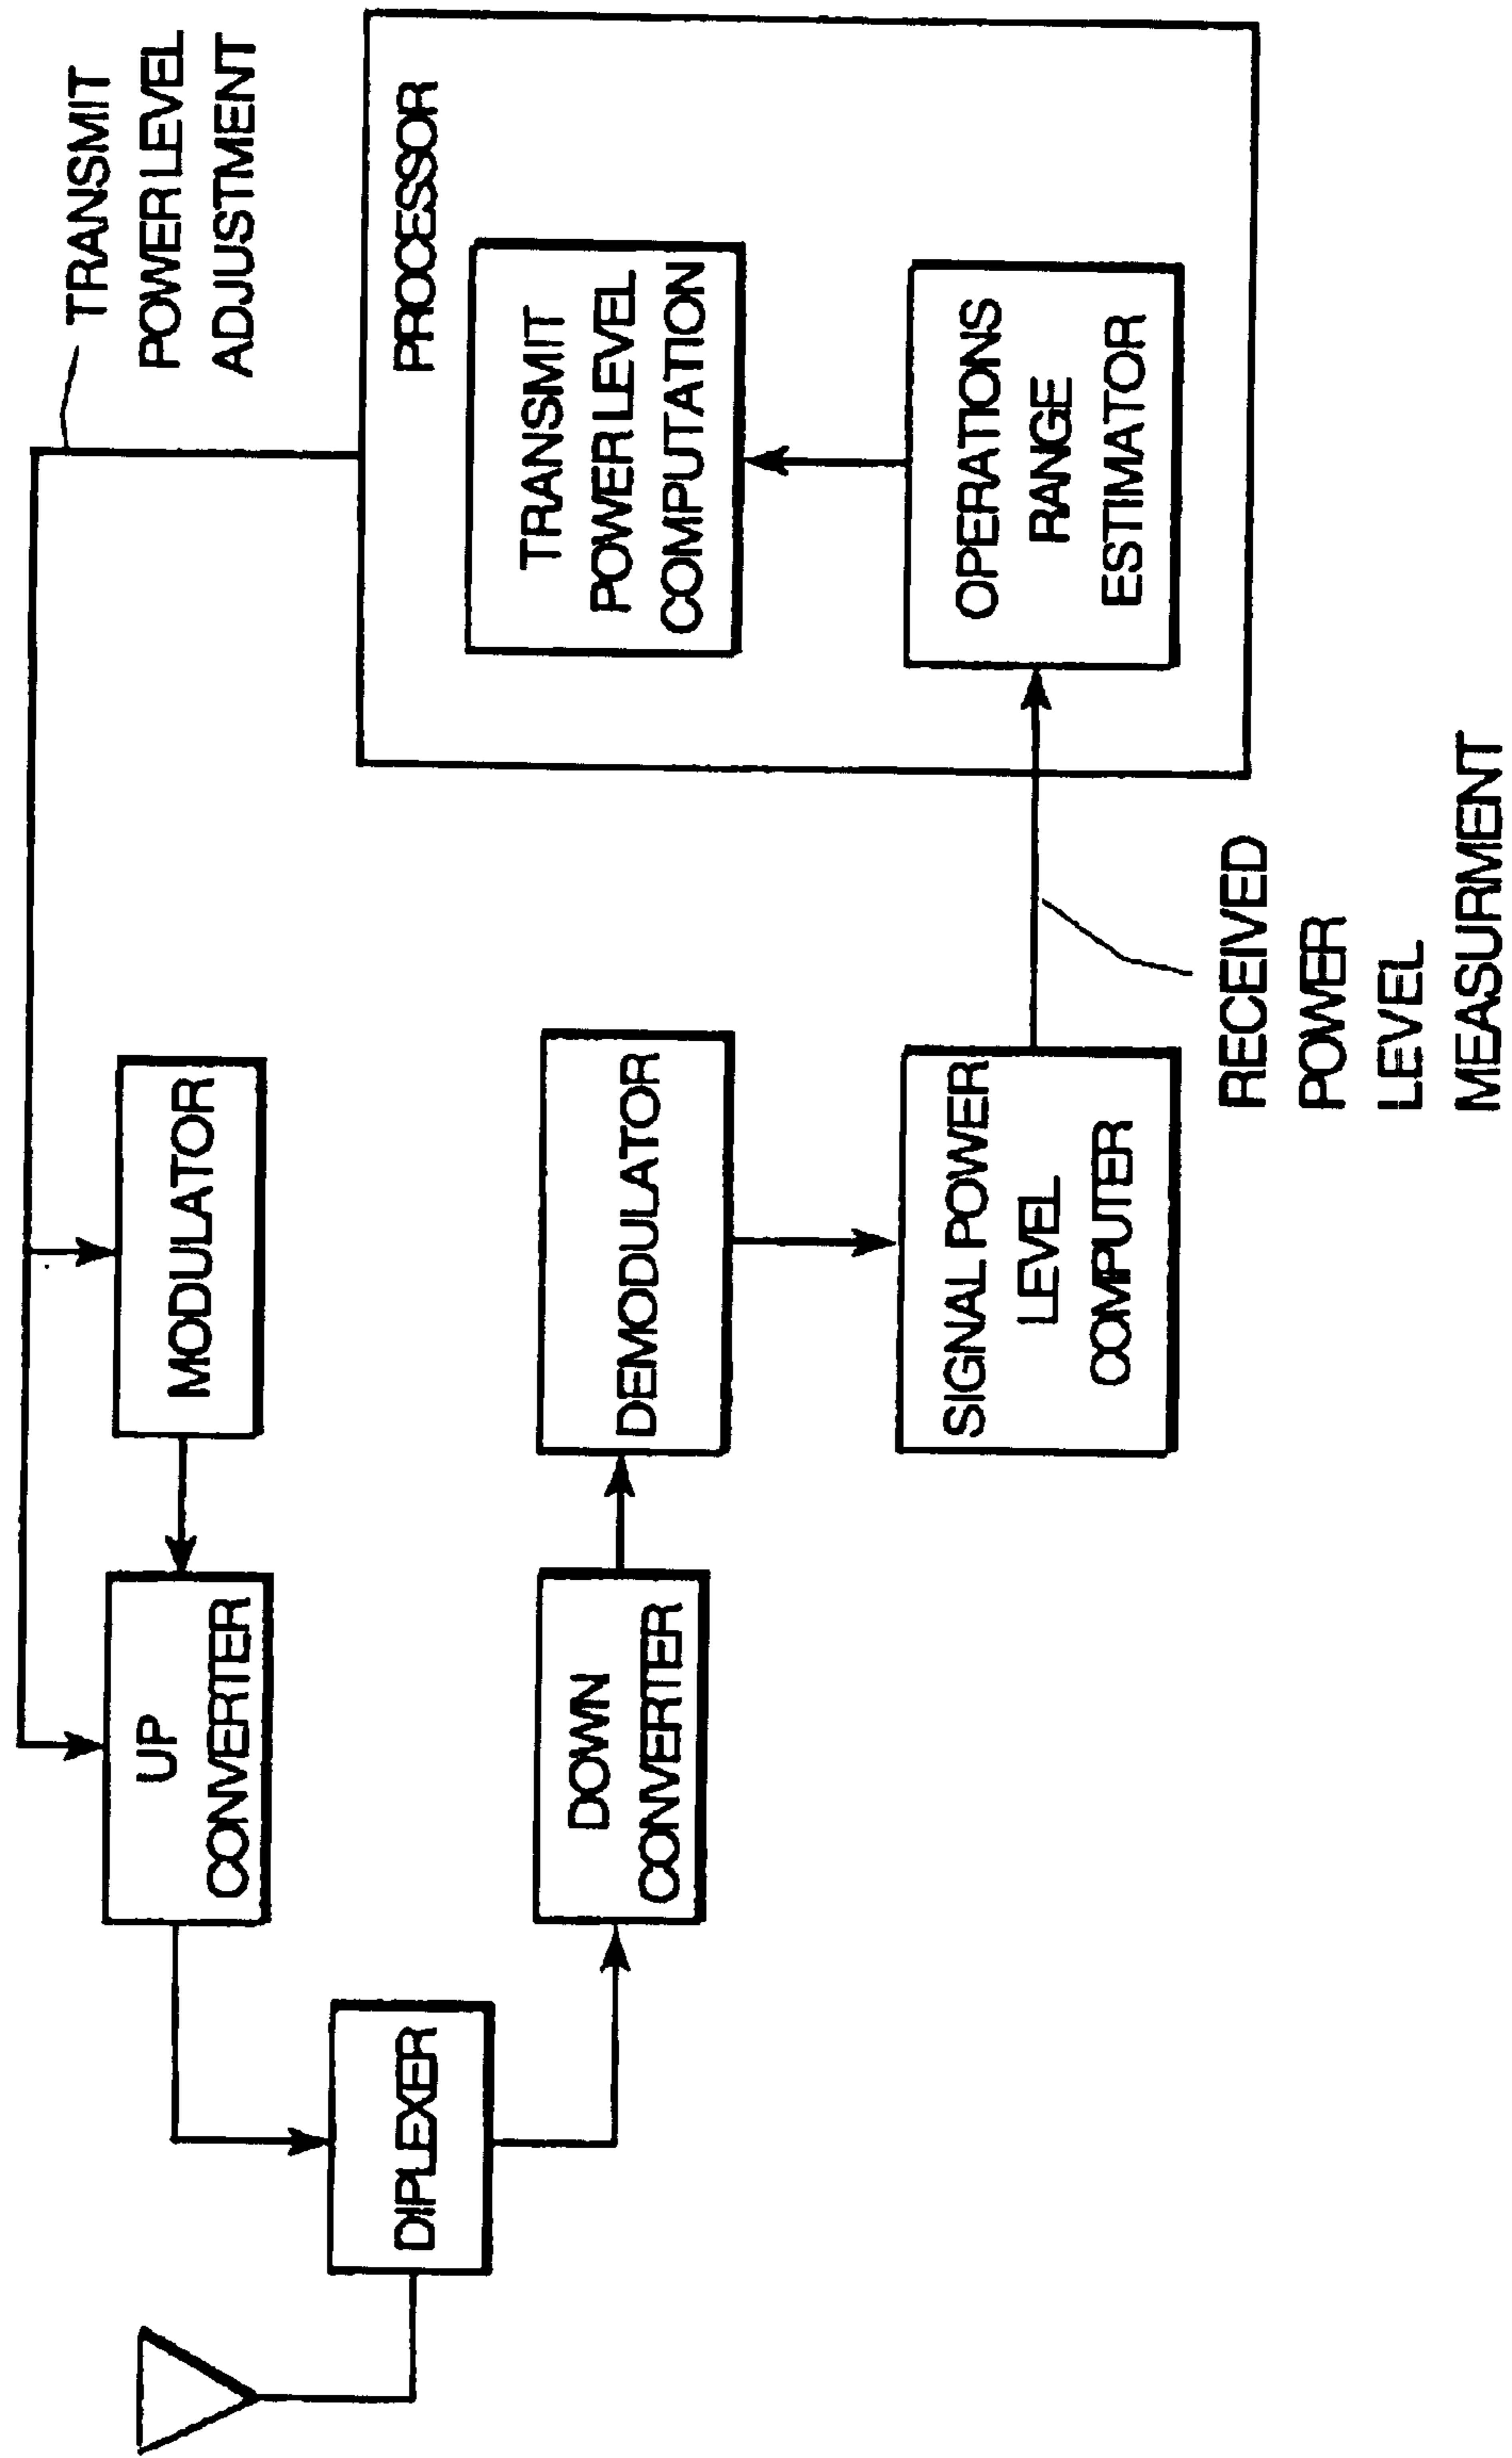 TRANSMIT
POWER LEVEL
ADJUSTMENT
UP
CONVERTER
MODULATOR
PROCESSOR
TRANSMIT
POWER LEVEL
COMPUTATION
DIPLEXER
DOWN
CONVERTER
DEMODULATOR
SIGNAL POWER
LEVEL
COMPUTER
OPERATIONS
RANGE
ESTIMATOR
RECEIVED
POWER
LEVEL
MEASURMENT